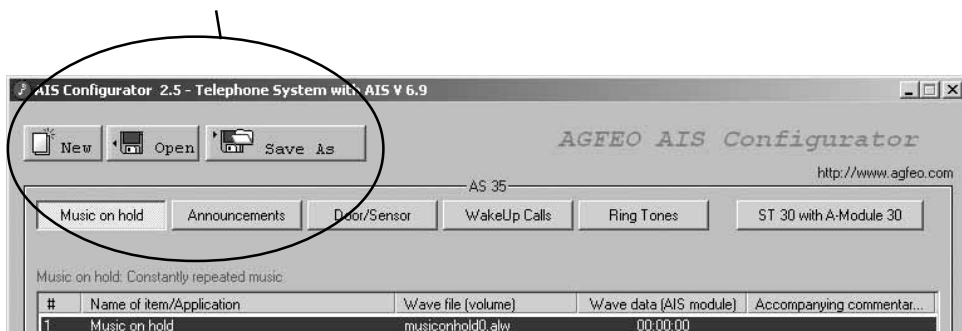 AIS Configurator 2.5 - Telephone System with AIS V 6.9
New Open Save As
AGFEO AIS Configurator
http://www.agfeo.com
AS 35
Music on hold Announcements Door/Sensor WakeUp Calls Ring Tones ST 30 with A-Module 30
Music on hold: Constantly repeated music
# Name of item/Application Wave file (volume) Wave data (AIS module) Accompanying commentar...
1 Music on hold musiconhold0.alw 00:00:00